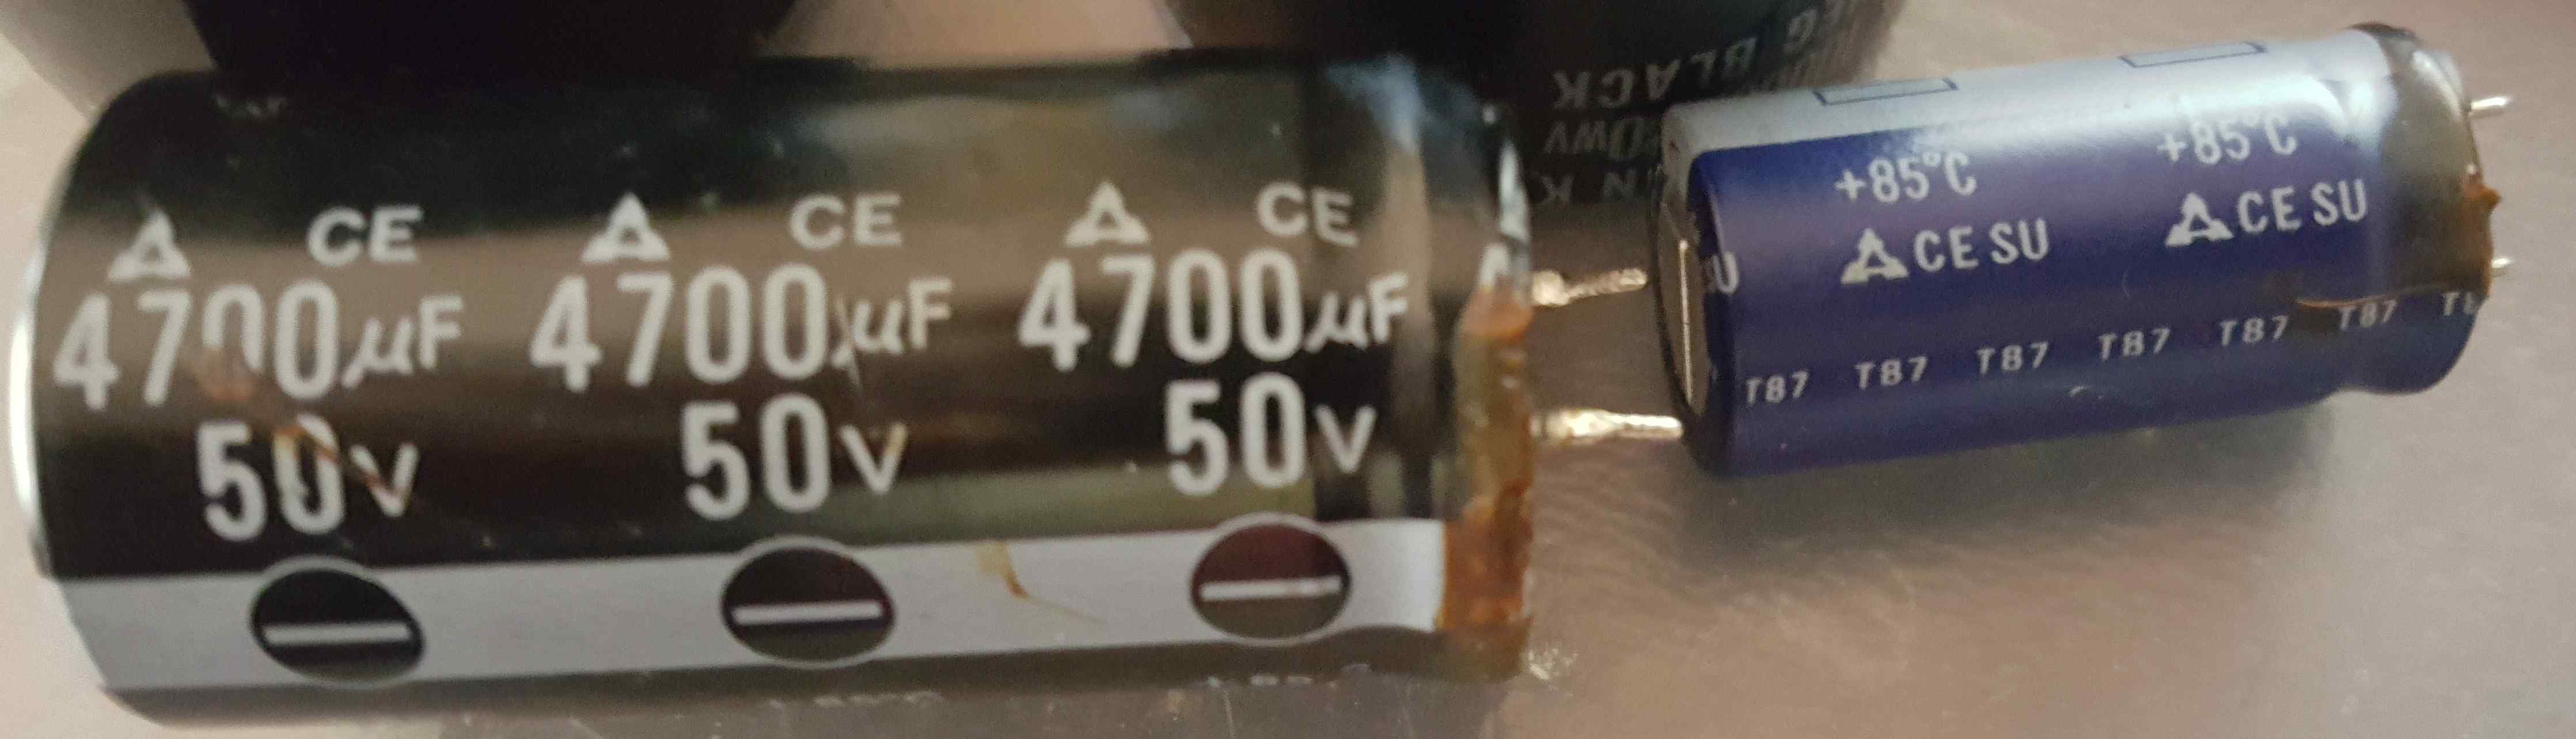 CE CE CE
4700µF 4700µF 4700µF
50V 50V 50V
BLACK
+85°C +85°C
CE SU CE SU
T87 T87 T87 T87 T87 T87